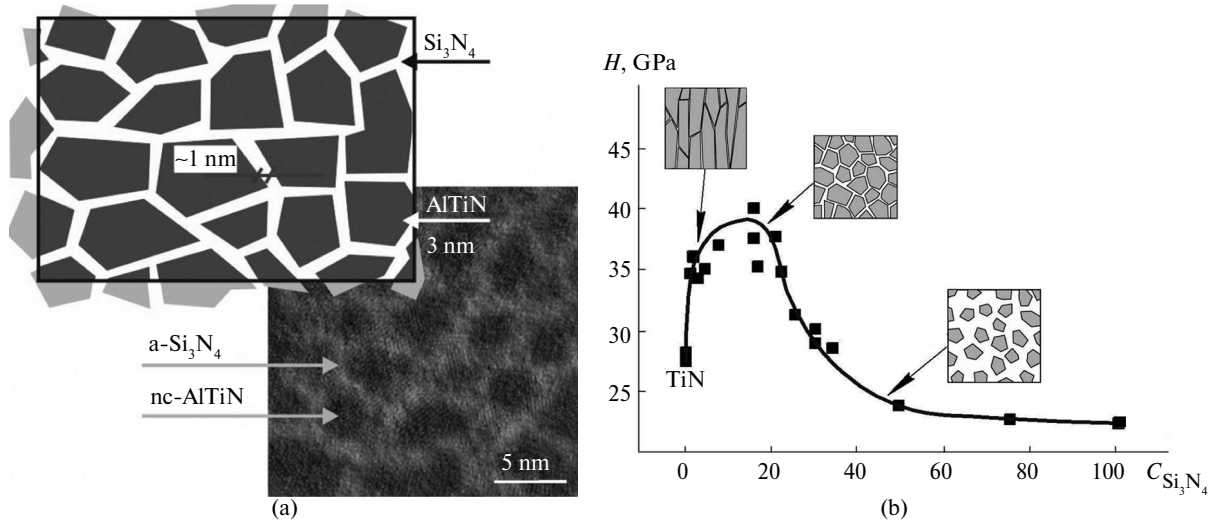 Si₃N₄
~1 nm
AlTiN
3 nm
a-Si₃N₄
nc-AlTiN
5 nm
(a)
H, GPa
45
40
35
30
25
TiN
0 20 40 60 80 100 C Si₃N₄
(b)